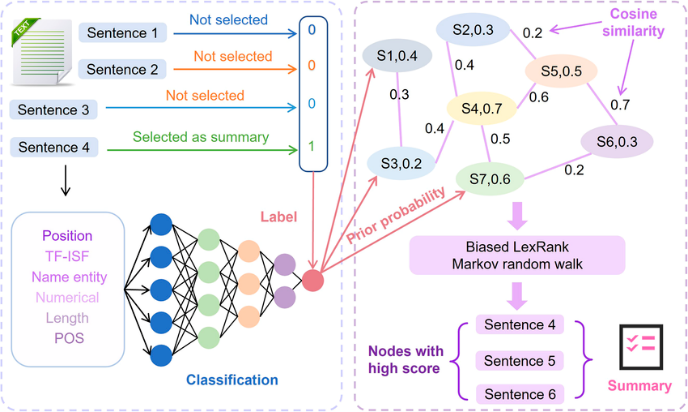 TEXT
Sentence 1
Not selected
0
Sentence 2
Not selected
0
Sentence 3
Not selected
0
Sentence 4
Selected as summary
1
Label
Position
TF-ISF
Name entity
Numerical
Length
POS
Classification
Prior probability
Cosine
similarity
S1,0.4
S2,0.3
0.2
S5,0.5
0.4
0.3
0.6
S4,0.7
0.7
0.4
0.5
S6,0.3
S3,0.2
S7,0.6
0.2
Biased LexRank
Markov random walk
Nodes with
high score
Sentence 4
Sentence 5
Sentence 6
Summary